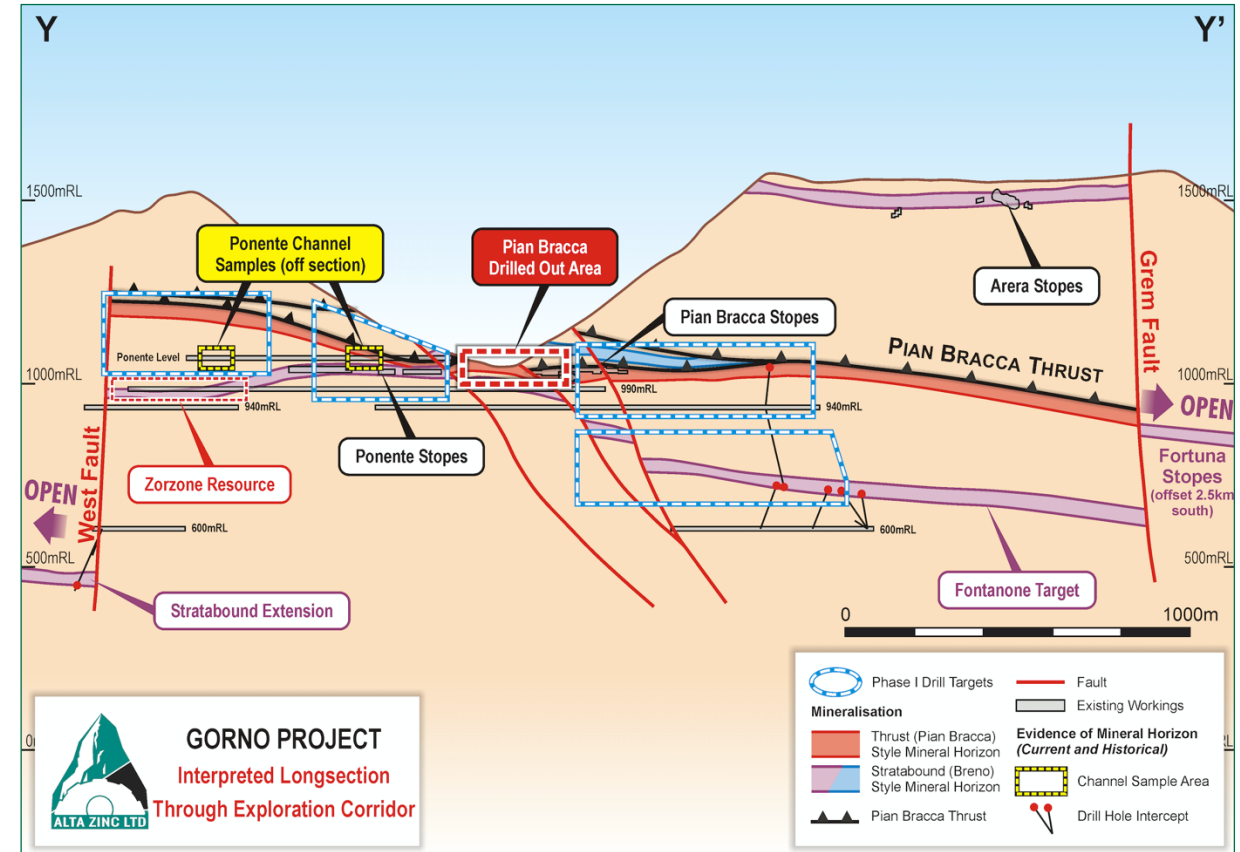 Y
Y'
1500mRL
1500mRL
Ponente Channel
Samples (off section)
Pian Bracca
Drilled Out Area
Arera Stopes
Grem Fault
Pian Bracca Stopes
PIAN BRACCA THRUST
Ponente Level
1000mRL
1000mRL
990mRL
940mRL
940mRL
OPEN
Ponente Stopes
Zorzone Resource
West Fault
OPEN
Fortuna
Stopes
(offset 2.5km
south)
600mRL
600mRL
500mRL
500mRL
Stratabound Extension
Fontanone Target
0
1000m
GORNO PROJECT
Interpreted Longsection
Through Exploration Corridor
ALTA ZINC LTD
Phase I Drill Targets
Mineralisation
Thrust (Pian Bracca)
Style Mineral Horizon
Stratabound (Breno)
Style Mineral Horizon
Pian Bracca Thrust
Fault
Existing Workings
Evidence of Mineral Horizon
(Current and Historical)
Channel Sample Area
Drill Hole Intercept